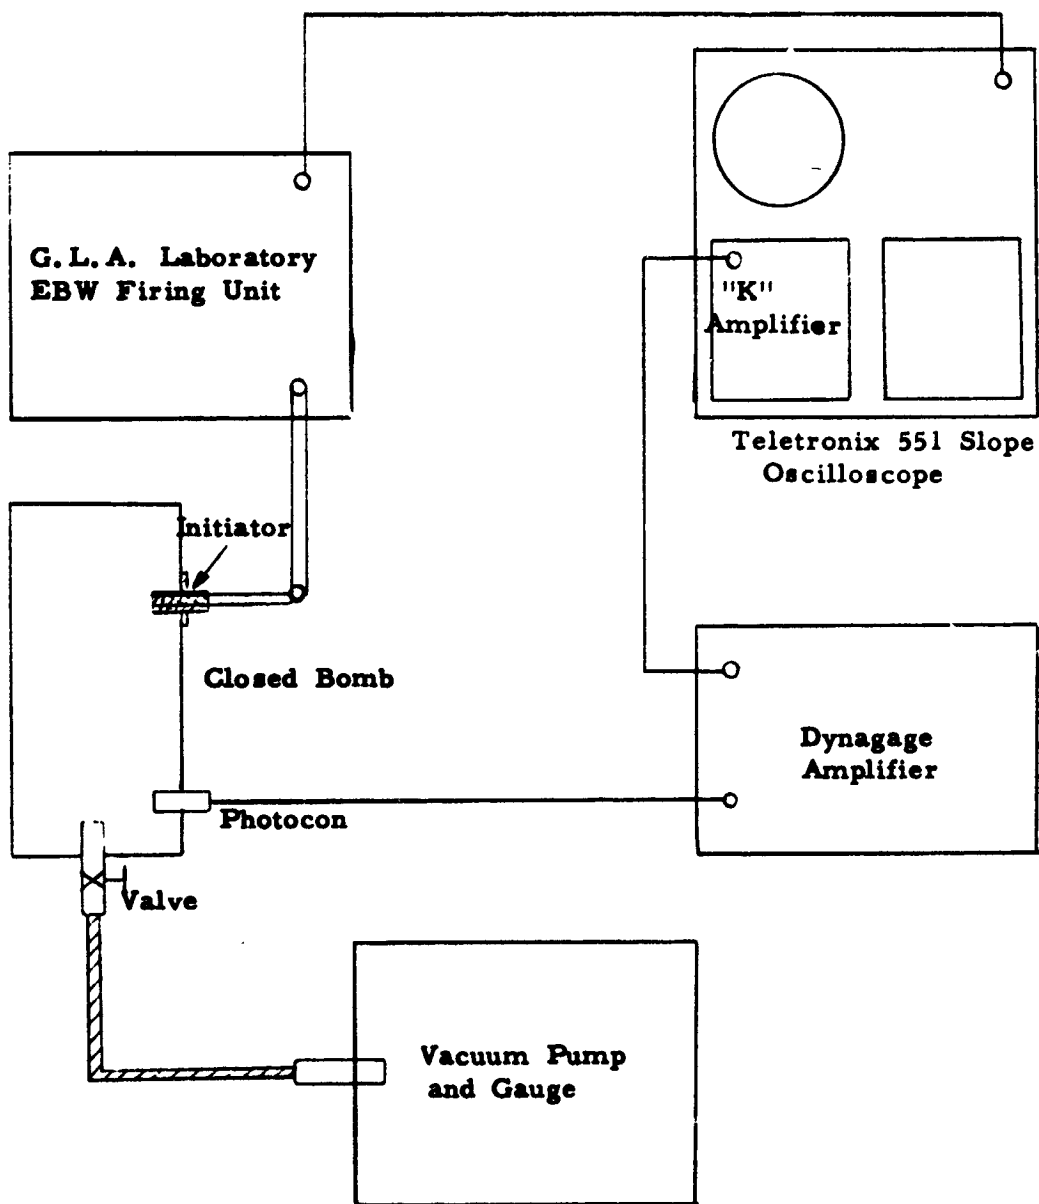 G. L. A. Laboratory
EBW Firing Unit
"K"
Amplifier
Teletronix 551 Slope
Oscilloscope
Initiator
Closed Bomb
Dynagage
Amplifier
Photocon
Valve
Vacuum Pump
and Gauge